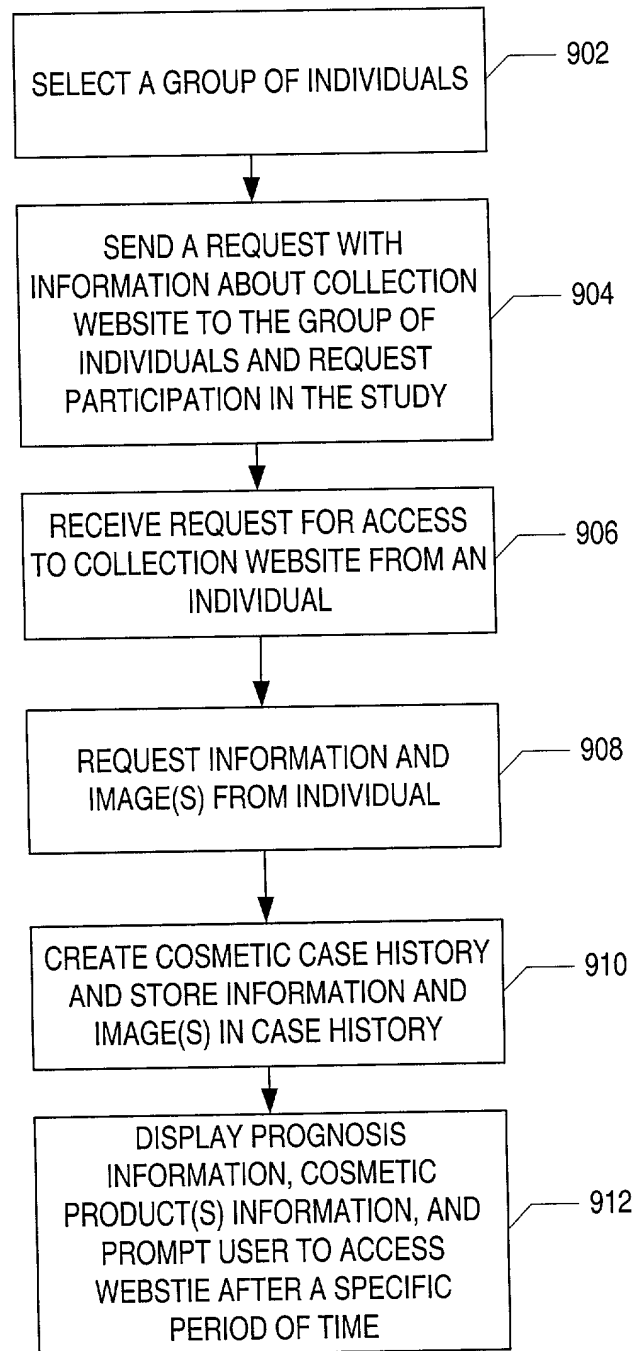 SELECT A GROUP OF INDIVIDUALS
902
SEND A REQUEST WITH
INFORMATION ABOUT COLLECTION
WEBSITE TO THE GROUP OF
INDIVIDUALS AND REQUEST
PARTICIPATION IN THE STUDY
904
RECEIVE REQUEST FOR ACCESS
TO COLLECTION WEBSITE FROM AN
INDIVIDUAL
906
REQUEST INFORMATION AND
IMAGE(S) FROM INDIVIDUAL
908
CREATE COSMETIC CASE HISTORY
AND STORE INFORMATION AND
IMAGE(S) IN CASE HISTORY
910
DISPLAY PROGNOSIS
INFORMATION, COSMETIC
PRODUCT(S) INFORMATION, AND
PROMPT USER TO ACCESS
WEBSTIE AFTER A SPECIFIC
PERIOD OF TIME
912